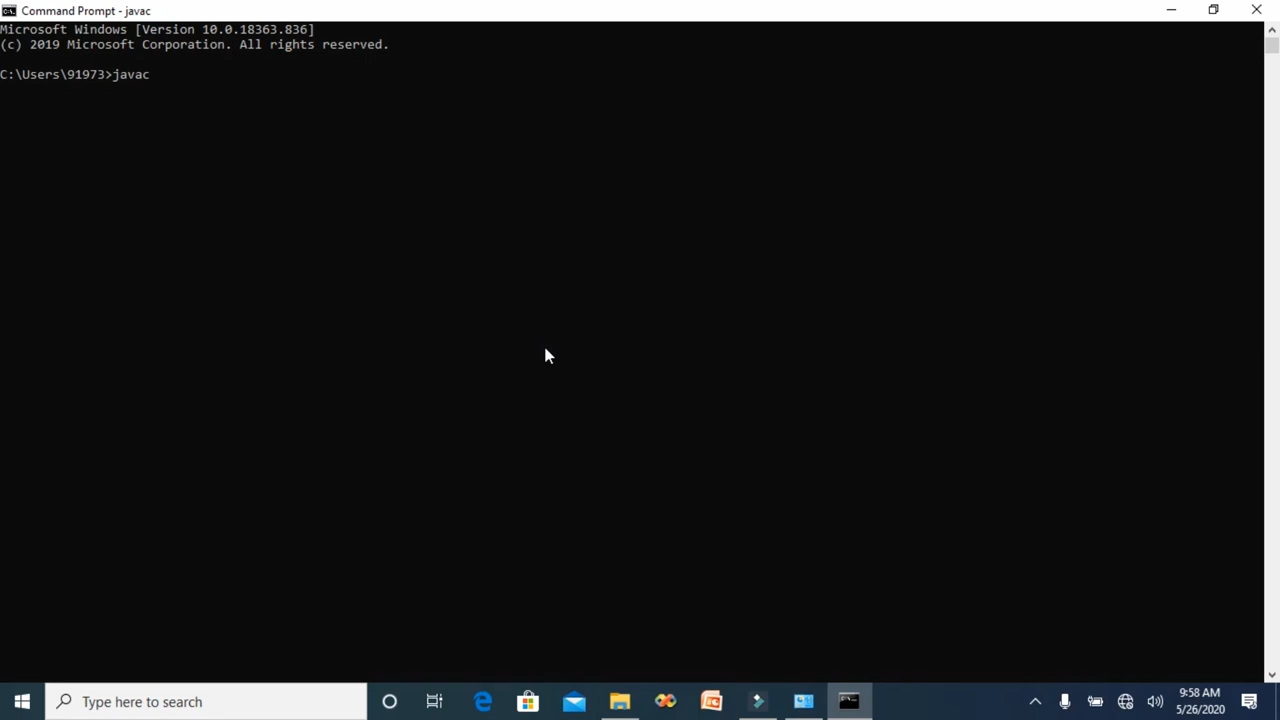 Command Prompt - javac
Microsoft Windows [Version 10.0.18363.836]
(c) 2019 Microsoft Corporation. All rights reserved.
C:\Users\91973>javac
Type here to search
9:58 AM
5/26/2020